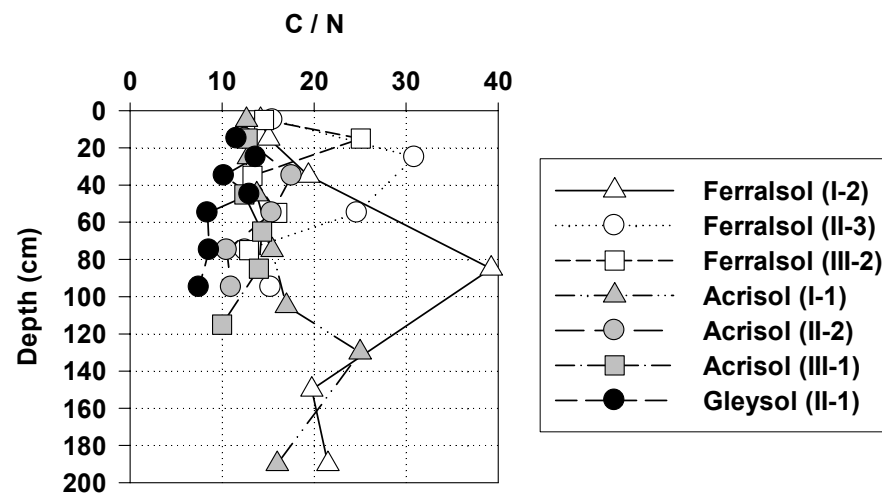 C / N
0 10 20 30 40
Depth (cm)
0
20
40
60
80
100
120
140
160
180
200
Ferralsol (I-2)
Ferralsol (II-3)
Ferralsol (III-2)
Acrisol (I-1)
Acrisol (II-2)
Acrisol (III-1)
Gleysol (II-1)